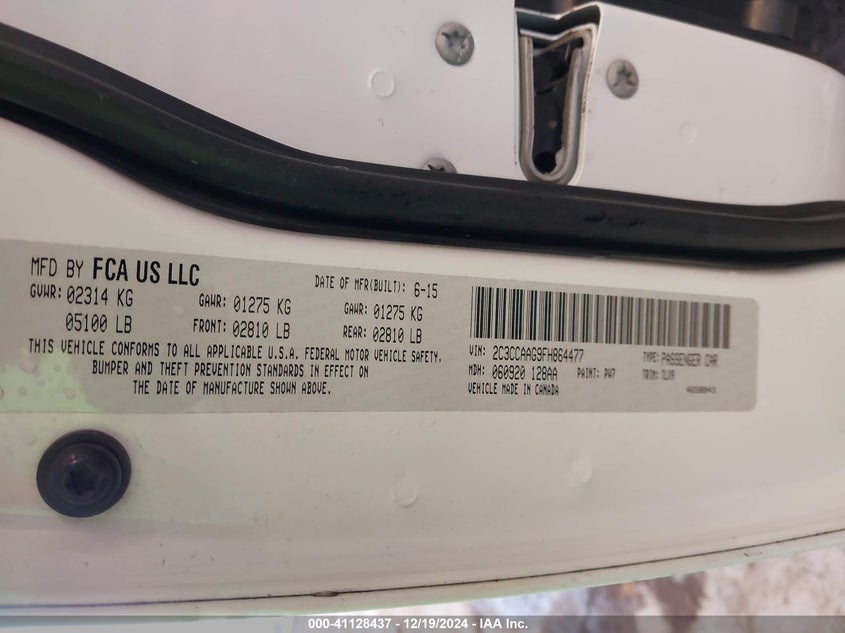 MFD BY FCA US LLC
DATE OF MFR(BUILT): 6-15
GVWR: 02314 KG
GAWR: 01275 KG
GAWR: 01275 KG
05100 LB
FRONT: 02810 LB
REAR: 02810 LB
THIS VEHICLE CONFORMS TO ALL APPLICABLE U.S.A. FEDERAL MOTOR VEHICLE SAFETY,
BUMPER AND THEFT PREVENTION STANDARDS IN EFFECT ON
THE DATE OF MANUFACTURE SHOWN ABOVE.
VIN: 2C3CCAAG9FH864477
TYPE: PASSENGER CAR
MDH: 060920 128AA
PAINT: PW7
TRIM: TLX9
VEHICLE MADE IN CANADA
000-41128437 - 12/19/2024 - IAA Inc.